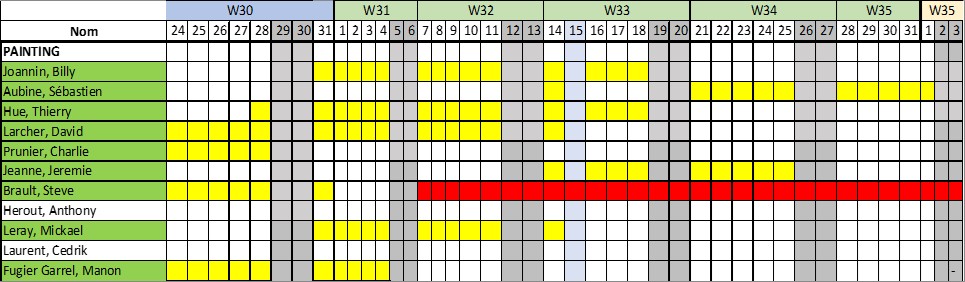 W30 W31 W32 W33 W34 W35 W35
Nom 24 25 26 27 28 29 30 31 1 2 3 4 5 6 7 8 9 10 11 12 13 14 15 16 17 18 19 20 21 22 23 24 25 26 27 28 29 30 31 1 2 3
PAINTING
Joannin, Billy
Aubine, Sébastien
Hue, Thierry
Larcher, David
Prunier, Charlie
Jeanne, Jeremie
Brault, Steve
Herout, Anthony
Leray, Mickael
Laurent, Cedrik
Fugier Garrel, Manon -